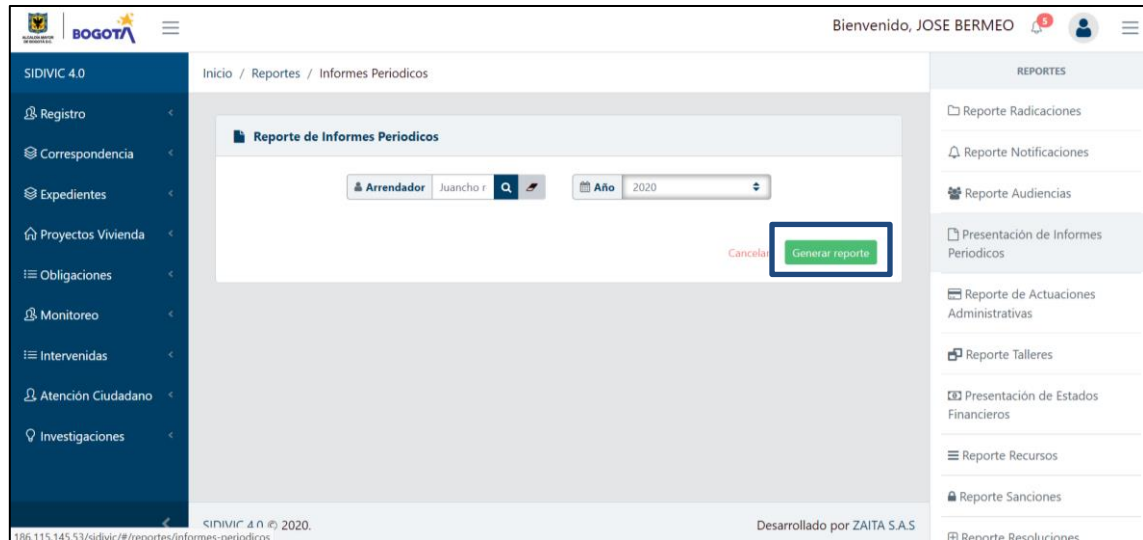 BOGOTA
Bienvenido, JOSE BERMEO
5
SIDIVIC 4.0
Inicio / Reportes / Informes Periodicos
REPORTES
Registro
Correspondencia
Expedientes
Proyectos Vivienda
Obligaciones
Monitoreo
Intervenidas
Atención Ciudadano
Investigaciones
Reporte de Informes Periodicos
Arrendador Juancho r
Año 2020
Cancelar Generar reporte
Reporte Radicaciones
Reporte Notificaciones
Reporte Audiencias
Presentación de Informes
Periodicos
Reporte de Actuaciones
Administrativas
Reporte Talleres
Presentación de Estados
Financieros
Reporte Recursos
Reporte Sanciones
Reporte Resoluciones
SIDIVIC 4.0 © 2020.
Desarrollado por ZAITA S.A.S
186.115.145.53/sidivic/#/reportes/informes-periodicos